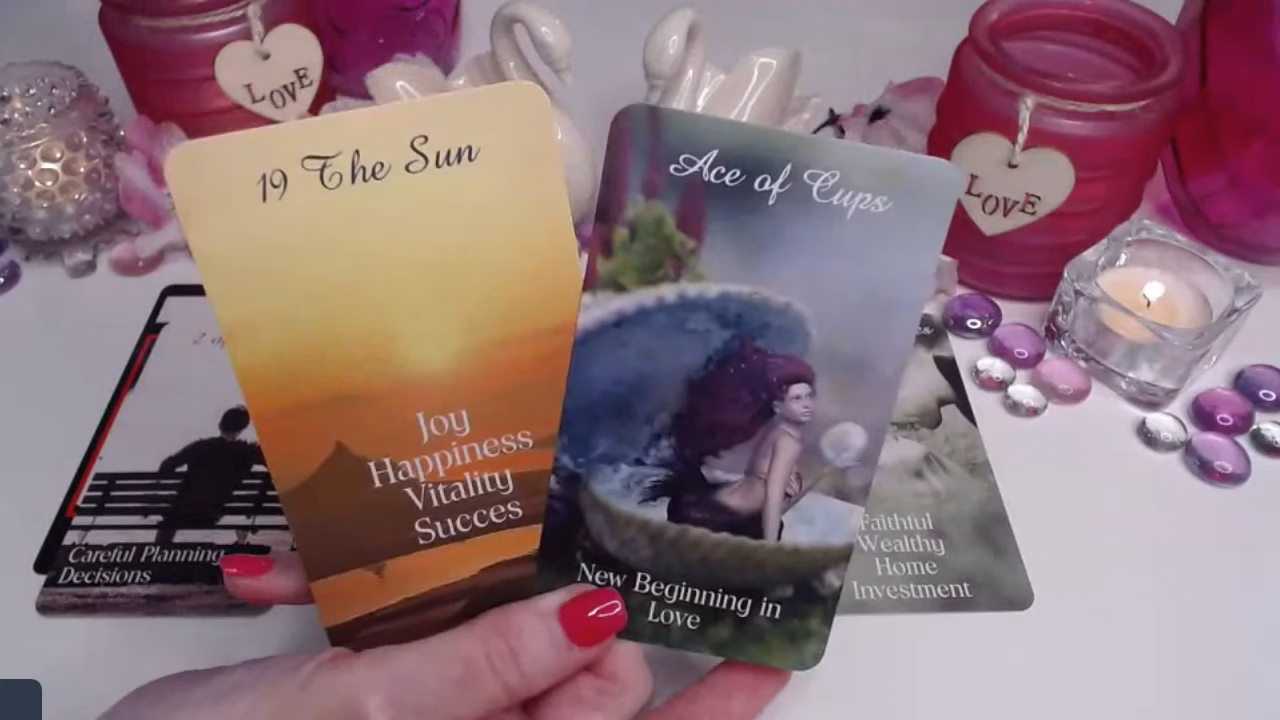 LOVE
LOVE
19 The Sun
Joy
Happiness
Vitality
Succes
Ace of Cups
New Beginning in
Love
Careful Planning
Decisions
Faithful
Wealthy
Home
Investment